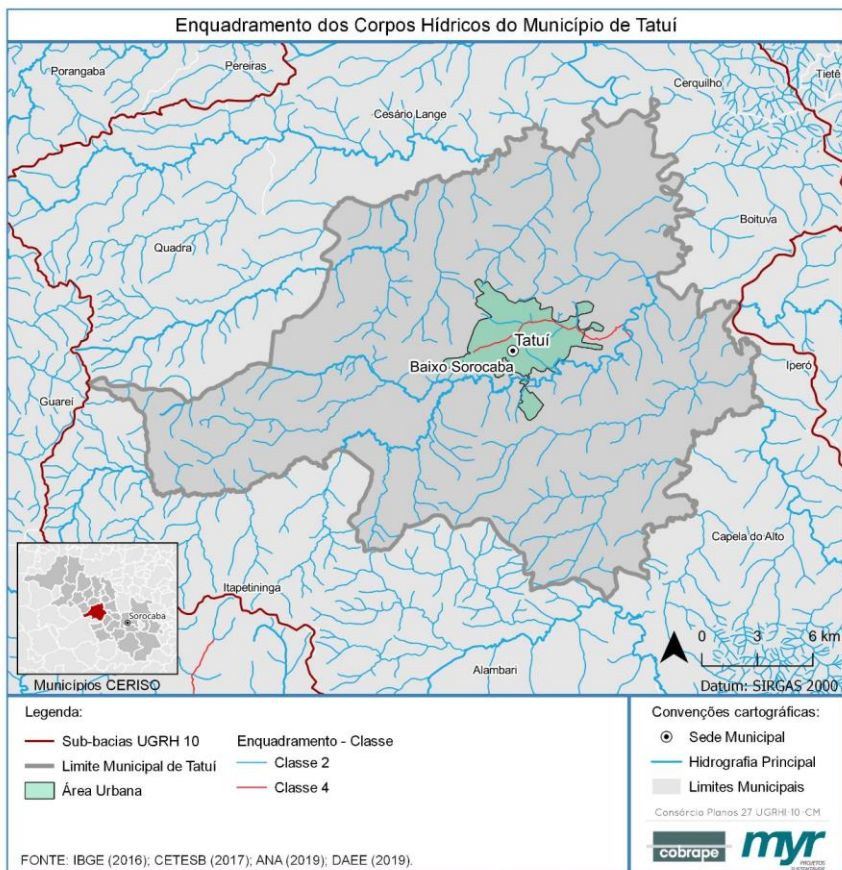 Enquadramento dos Corpos Hídricos do Município de Tatuí
Porangaba
Pereiras
Cerquilho
Tietê
Cesário Lange
Boituva
Quadra
Tatuí
Baixo Sorocaba
Iperó
Guareí
Capela do Alto
Itapetininga
Sorocaba
Alambari
Municípios CERISO
0 3 6 km
Datum: SIRGAS 2000
Legenda:
Sub-bacias UGRH 10
Limite Municipal de Tatuí
Área Urbana
Enquadramento - Classe
Classe 2
Classe 4
Convenções cartográficas:
Sede Municipal
Hidrografia Principal
Limites Municipais
Consórcio Planos 27 UGRHI-10-CM
cobrape
myr
PROJETOS
SUSTENTÁVEIS
FONTE: IBGE (2016); CETESB (2017); ANA (2019); DAEE (2019).